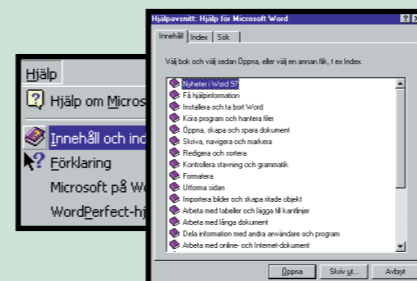 Hjälp
Hjälp om Micros
Innehåll och ind
Förklaring
Microsoft på W
WordPerfect-hj
Hjälpavsnitt: Hjälp för Microsoft Word
Innehåll
Index
Sök
Välj bok och välj sedan Öppna, eller välj en annan flik, t ex Index.
Nyheter i Word 97
Få hjälpinformation
Installera och ta bort Word
Köra program och hantera filer
Öppna, skapa och spara dokument
Skriva, navigera och markera
Redigera och sortera
Kontrollera stavning och grammatik
Formatera
Utforma sidan
Importera bilder och skapa ritade objekt
Arbeta med tabeller och lägga till kantlinjer
Arbeta med långa dokument
Dela information med andra användare och program
Arbeta med online- och Internet-dokument
Öppna
Skriv ut...
Avbryt